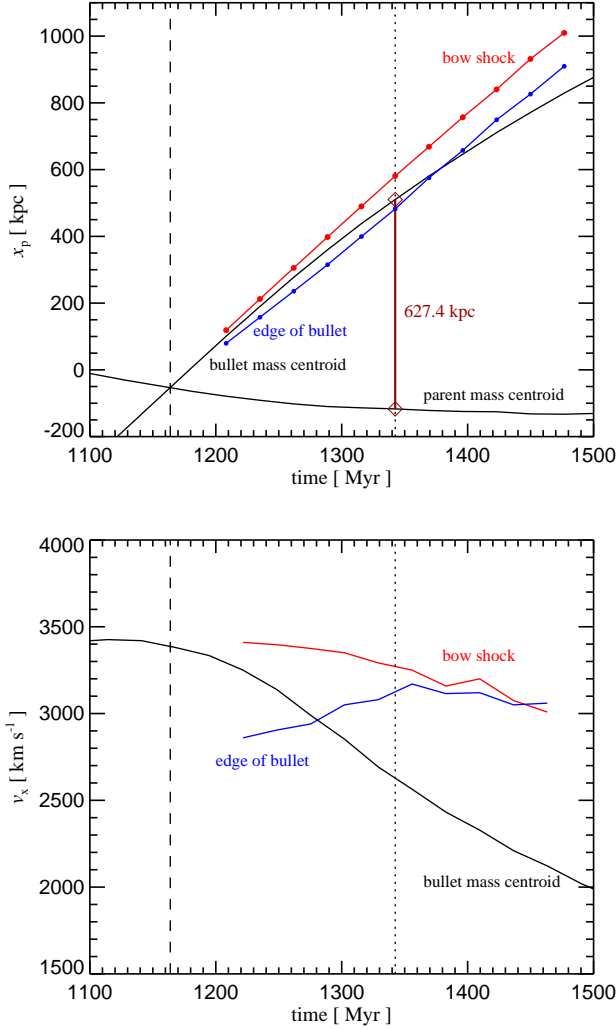 1000
800
600
400
200
0
-200
x_p [ kpc ]
bow shock
627.4 kpc
edge of bullet
bullet mass centroid
parent mass centroid
1100 1200 1300 1400 1500
time [ Myr ]
4000
3500
3000
2500
2000
1500
v_x [ km s^-1 ]
bow shock
edge of bullet
bullet mass centroid
1100 1200 1300 1400 1500
time [ Myr ]